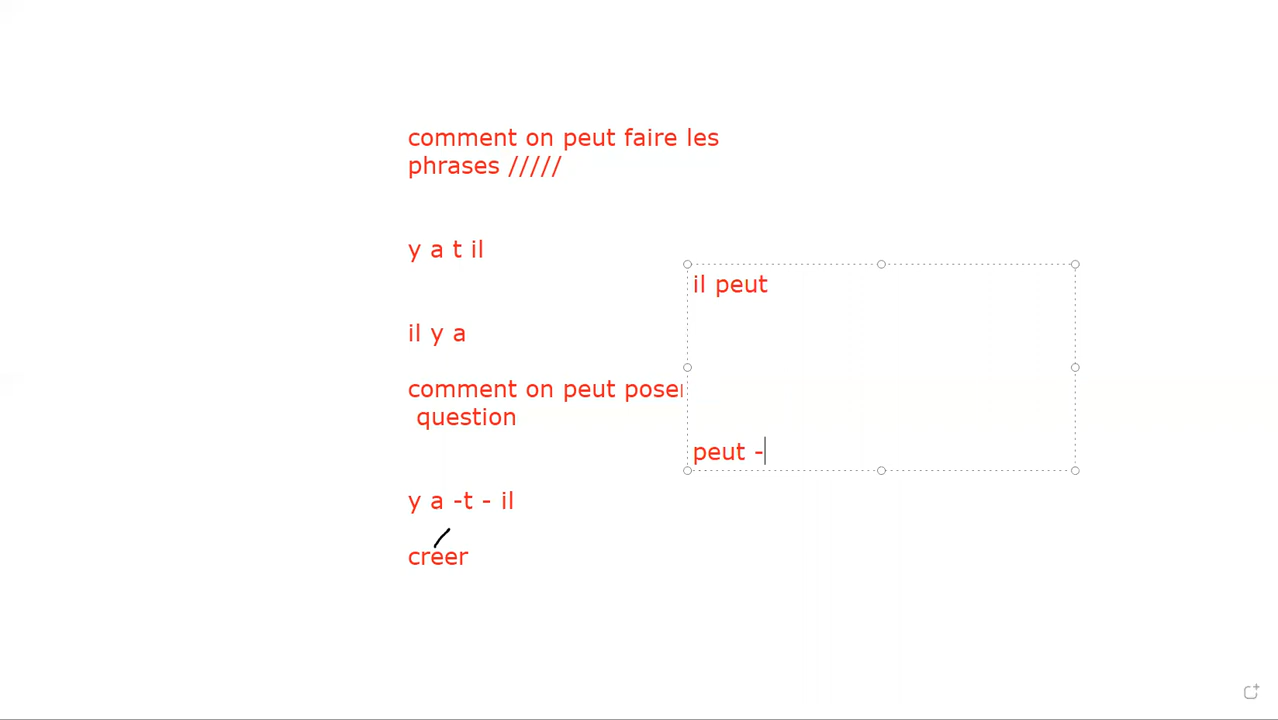 comment on peut faire les
phrases /////
y a t il
il y a
comment on peut poser
question
y a -t - il
créer
il peut
peut -